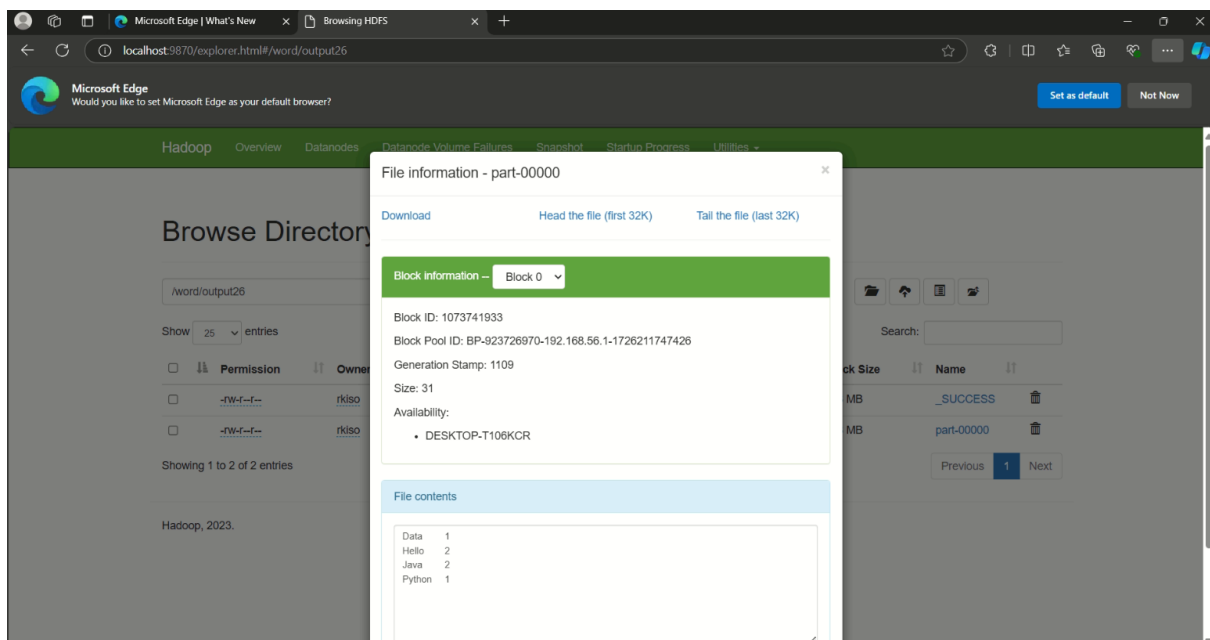 Microsoft Edge | What's New
Browsing HDFS
localhost:9870/explorer.html#/word/output26
Microsoft Edge
Would you like to set Microsoft Edge as your default browser?
Set as default
Not Now
Hadoop Overview Datanodes Datanode Volume Failures Snapshot Startup Progress Utilities
File information - part-00000
Download Head the file (first 32K) Tail the file (last 32K)
Browse Directory
Block information -- Block 0
/word/output26
Block ID: 1073741933
Show 25 entries
Search:
Block Pool ID: BP-923726970-192.168.56.1-1726211747426
Generation Stamp: 1109
Permission Owner ck Size Name
Size: 31
-rw-r--r-- rkiso MB _SUCCESS
Availability:
-rw-r--r-- rkiso MB part-00000
• DESKTOP-T106KCR
Showing 1 to 2 of 2 entries
Previous 1 Next
File contents
Hadoop, 2023.
Data 1
Hello 2
Java 2
Python 1